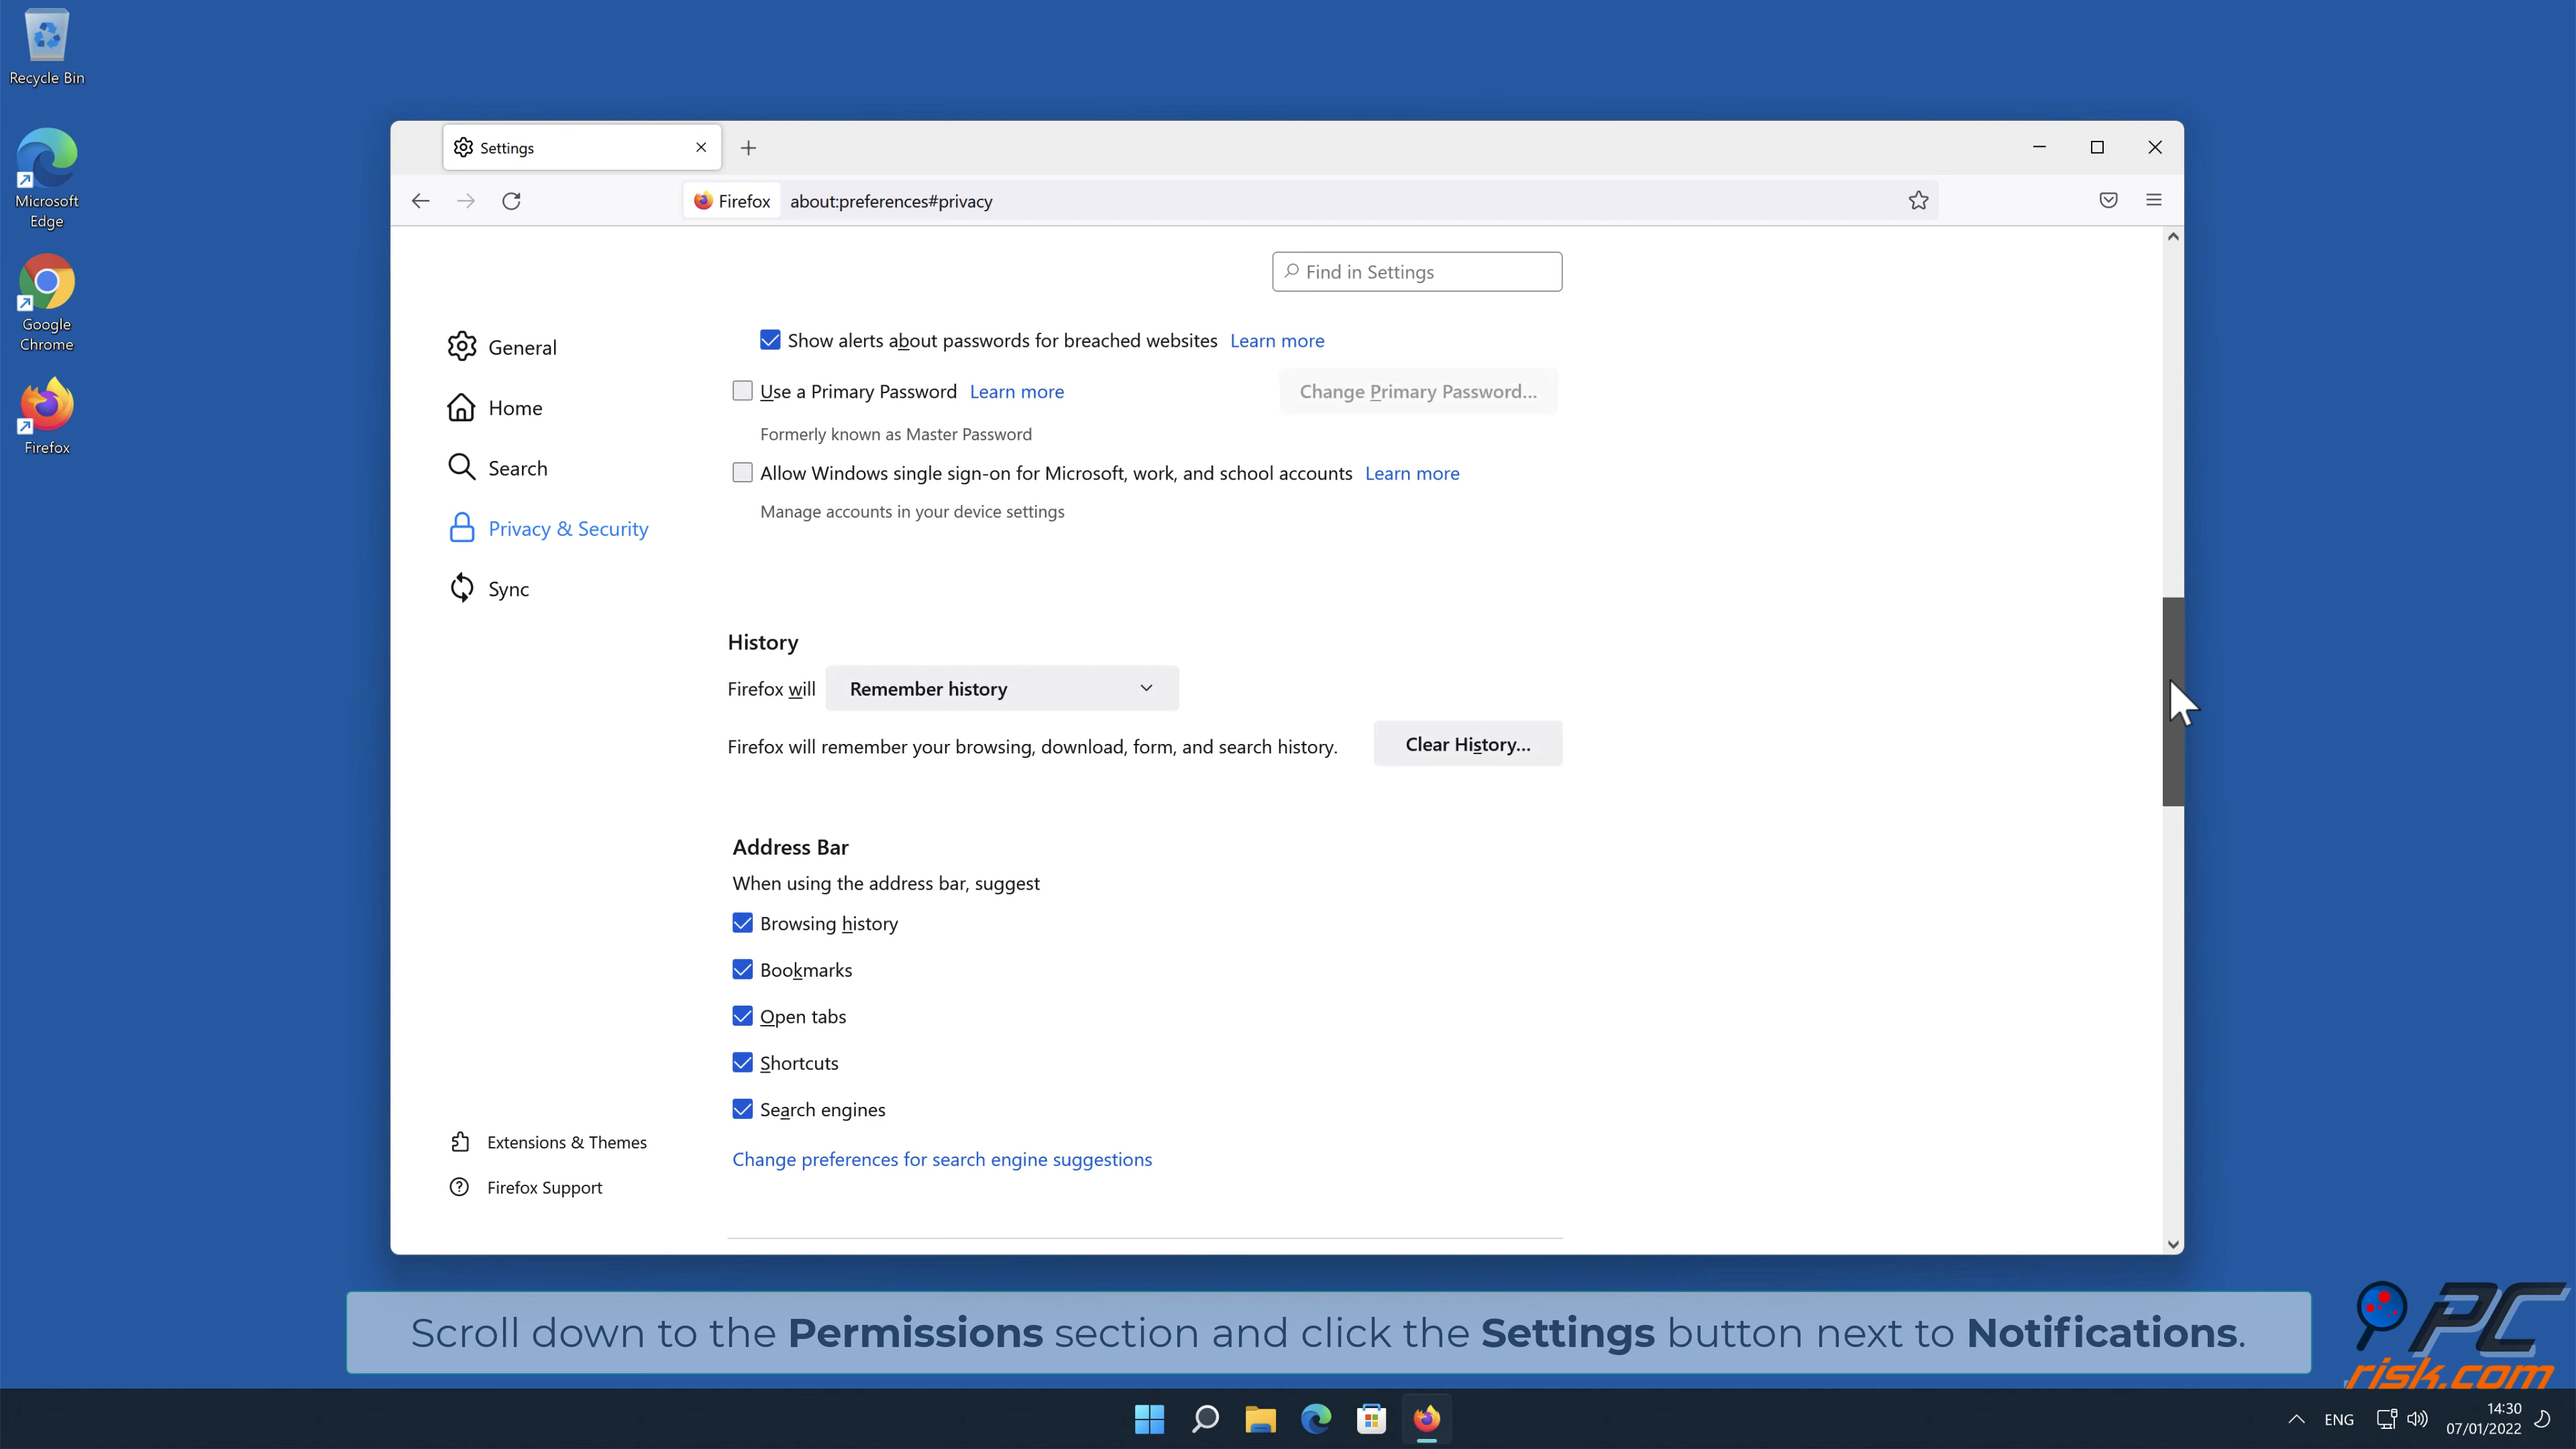 Recycle Bin
Microsoft
Edge
Google
Chrome
Firefox
Settings
Firefox about:preferences#privacy
Find in Settings
General
Home
Search
Privacy & Security
Sync
Extensions & Themes
Firefox Support
Show alerts about passwords for breached websites Learn more
Use a Primary Password Learn more Change Primary Password...
Formerly known as Master Password
Allow Windows single sign-on for Microsoft, work, and school accounts Learn more
Manage accounts in your device settings
History
Firefox will Remember history
Firefox will remember your browsing, download, form, and search history. Clear History...
Address Bar
When using the address bar, suggest
Browsing history
Bookmarks
Open tabs
Shortcuts
Search engines
Change preferences for search engine suggestions
Scroll down to the Permissions section and click the Settings button next to Notifications.
PC
risk.com
ENG
14:30
07/01/2022